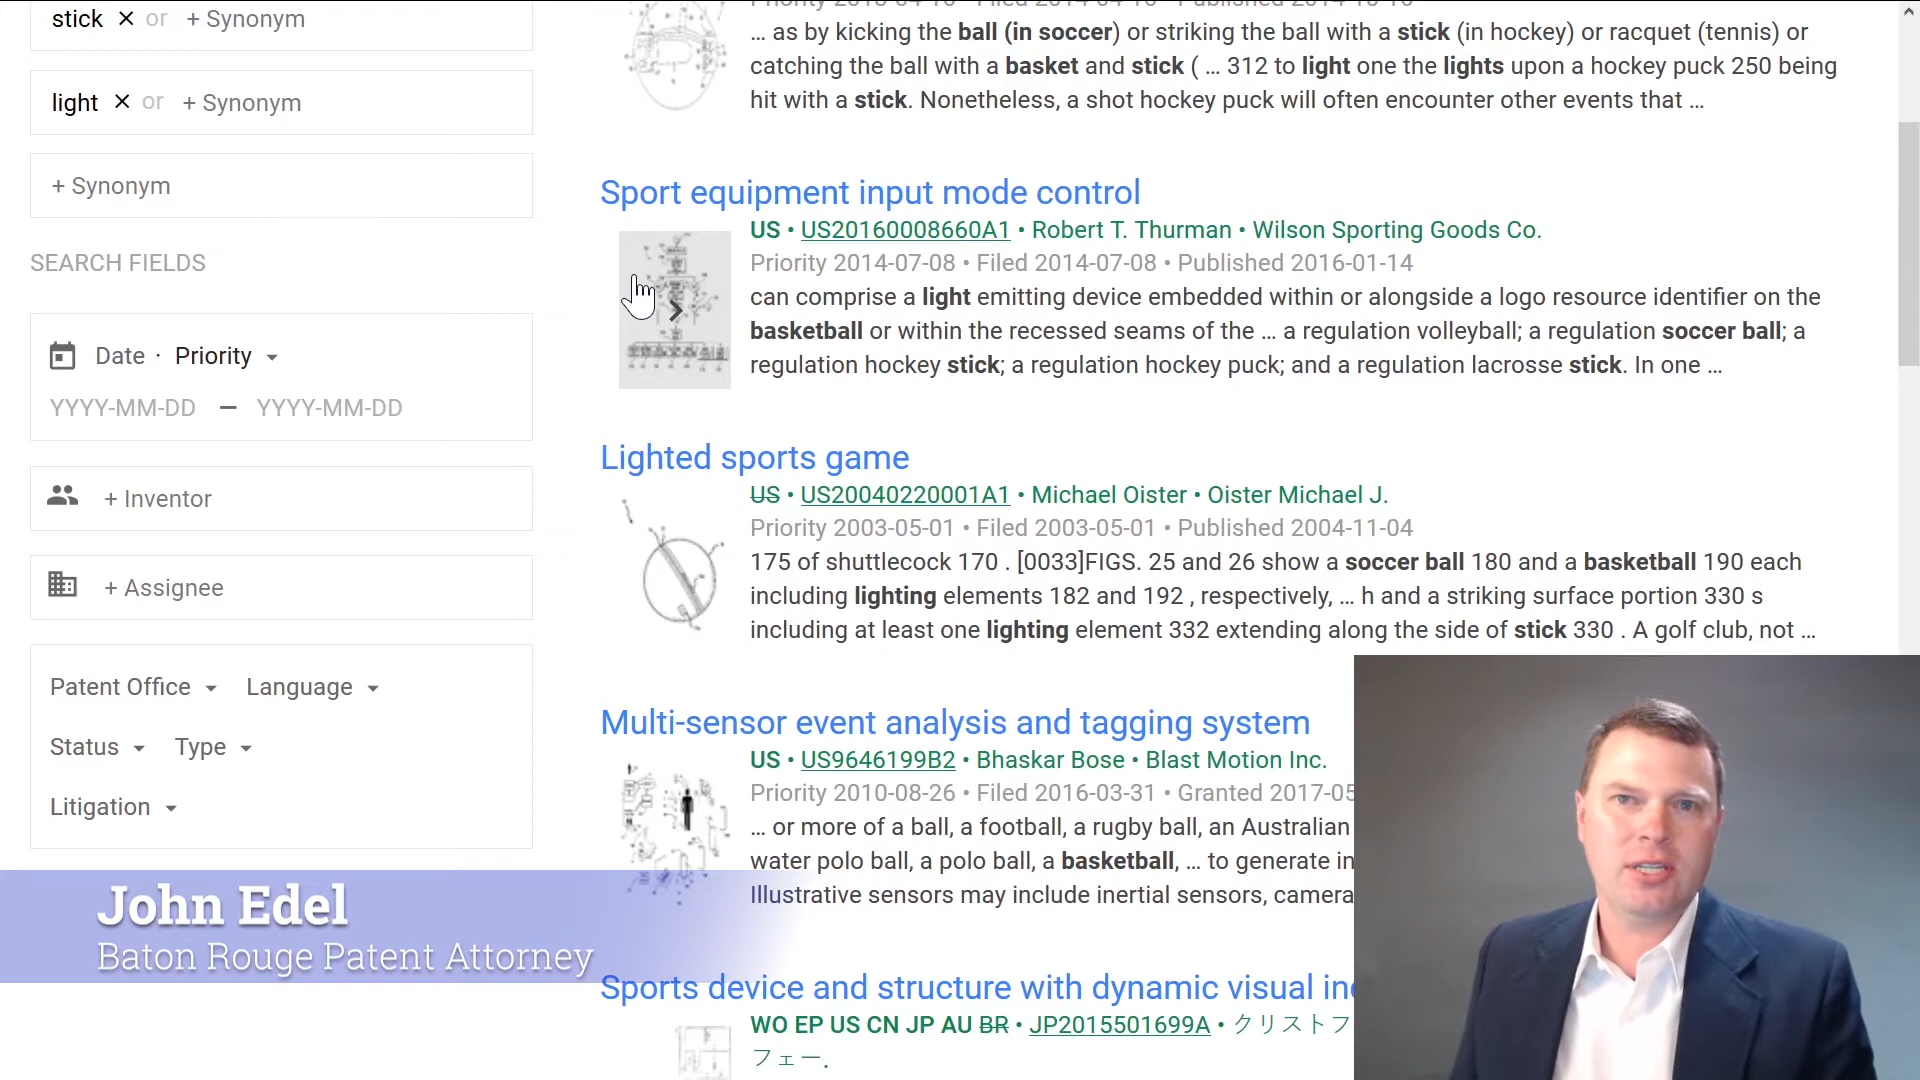 stick × or + Synonym
light × or + Synonym
+ Synonym
SEARCH FIELDS
Date · Priority
YYYY-MM-DD — YYYY-MM-DD
+ Inventor
+ Assignee
Patent Office Language
Status Type
Litigation
... as by kicking the ball (in soccer) or striking the ball with a stick (in hockey) or racquet (tennis) or
catching the ball with a basket and stick ( ... 312 to light one the lights upon a hockey puck 250 being
hit with a stick. Nonetheless, a shot hockey puck will often encounter other events that ...
Sport equipment input mode control
US • US20160008660A1 • Robert T. Thurman • Wilson Sporting Goods Co.
Priority 2014-07-08 • Filed 2014-07-08 • Published 2016-01-14
can comprise a light emitting device embedded within or alongside a logo resource identifier on the
basketball or within the recessed seams of the ... a regulation volleyball; a regulation soccer ball; a
regulation hockey stick; a regulation hockey puck; and a regulation lacrosse stick. In one ...
Lighted sports game
US • US20040220001A1 • Michael Oister • Oister Michael J.
Priority 2003-05-01 • Filed 2003-05-01 • Published 2004-11-04
175 of shuttlecock 170 . [0033]FIGS. 25 and 26 show a soccer ball 180 and a basketball 190 each
including lighting elements 182 and 192 , respectively, ... h and a striking surface portion 330 s
including at least one lighting element 332 extending along the side of stick 330 . A golf club, not ...
Multi-sensor event analysis and tagging system
US • US9646199B2 • Bhaskar Bose • Blast Motion Inc.
Priority 2010-08-26 • Filed 2016-03-31 • Granted 2017-05
... or more of a ball, a football, a rugby ball, an Australian
water polo ball, a polo ball, a basketball, ... to generate in
Illustrative sensors may include inertial sensors, camera
Sports device and structure with dynamic visual in
WO EP US CN JP AU BR • JP2015501699A • クリストフ
フェー.
John Edel
Baton Rouge Patent Attorney